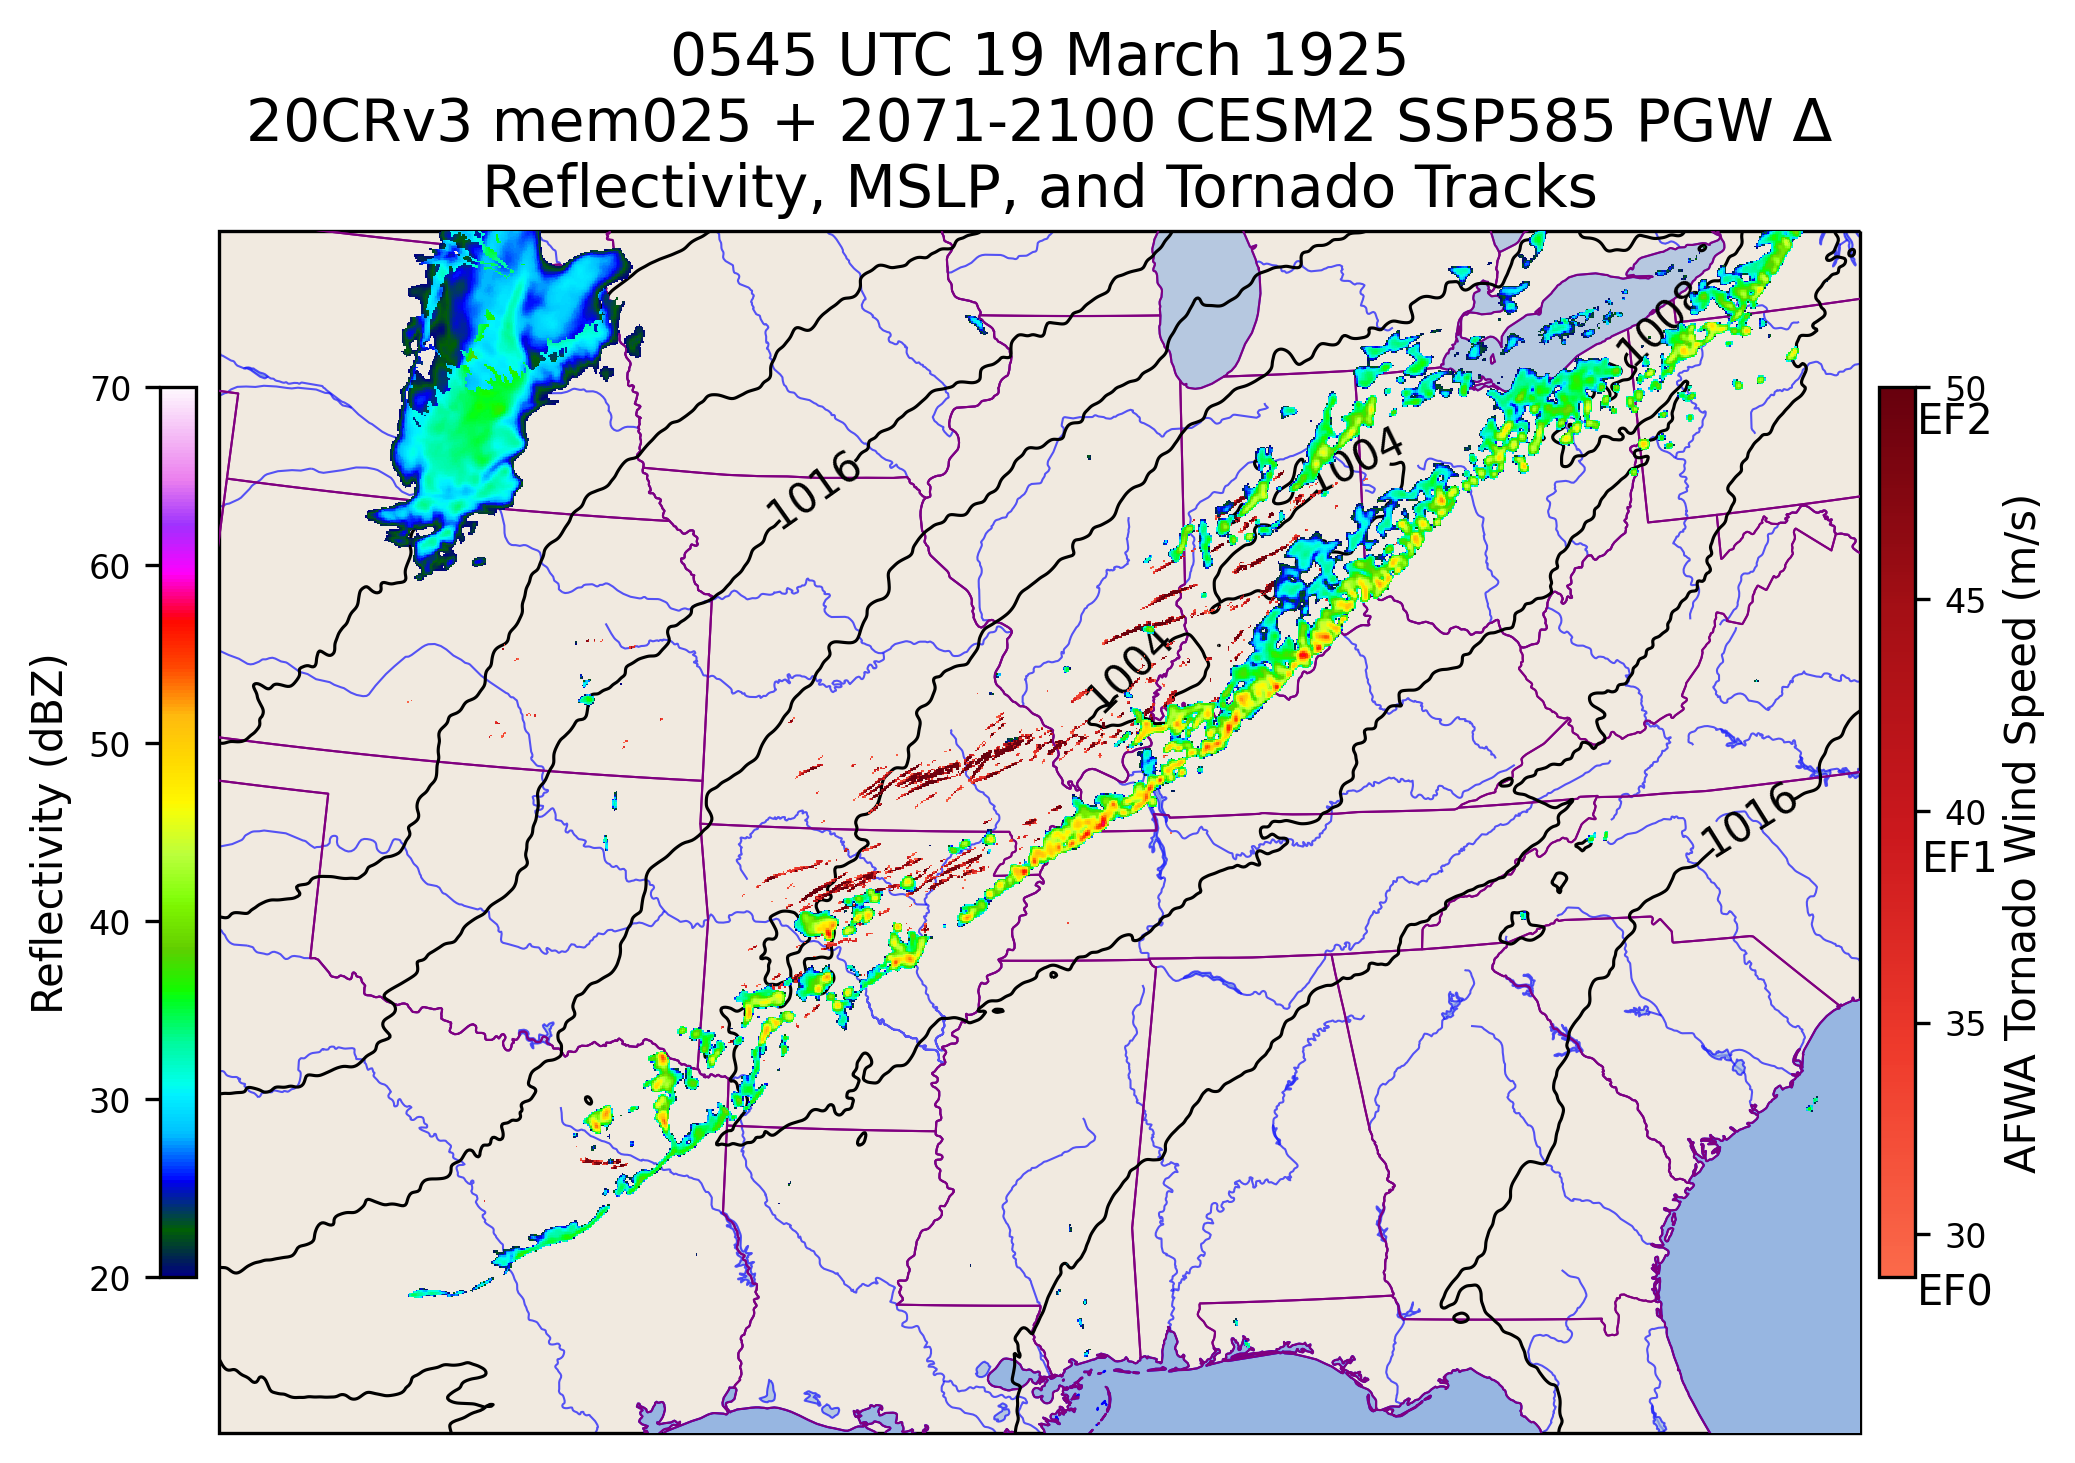 0545 UTC 19 March 1925
20CRv3 mem025 + 2071-2100 CESM2 SSP585 PGW Δ
Reflectivity, MSLP, and Tornado Tracks
Reflectivity (dBZ)
70
60
50
40
30
20
1008
1004
1016
1004
1016
50
EF2
45
40
EF1
35
30
EF0
AFWA Tornado Wind Speed (m/s)